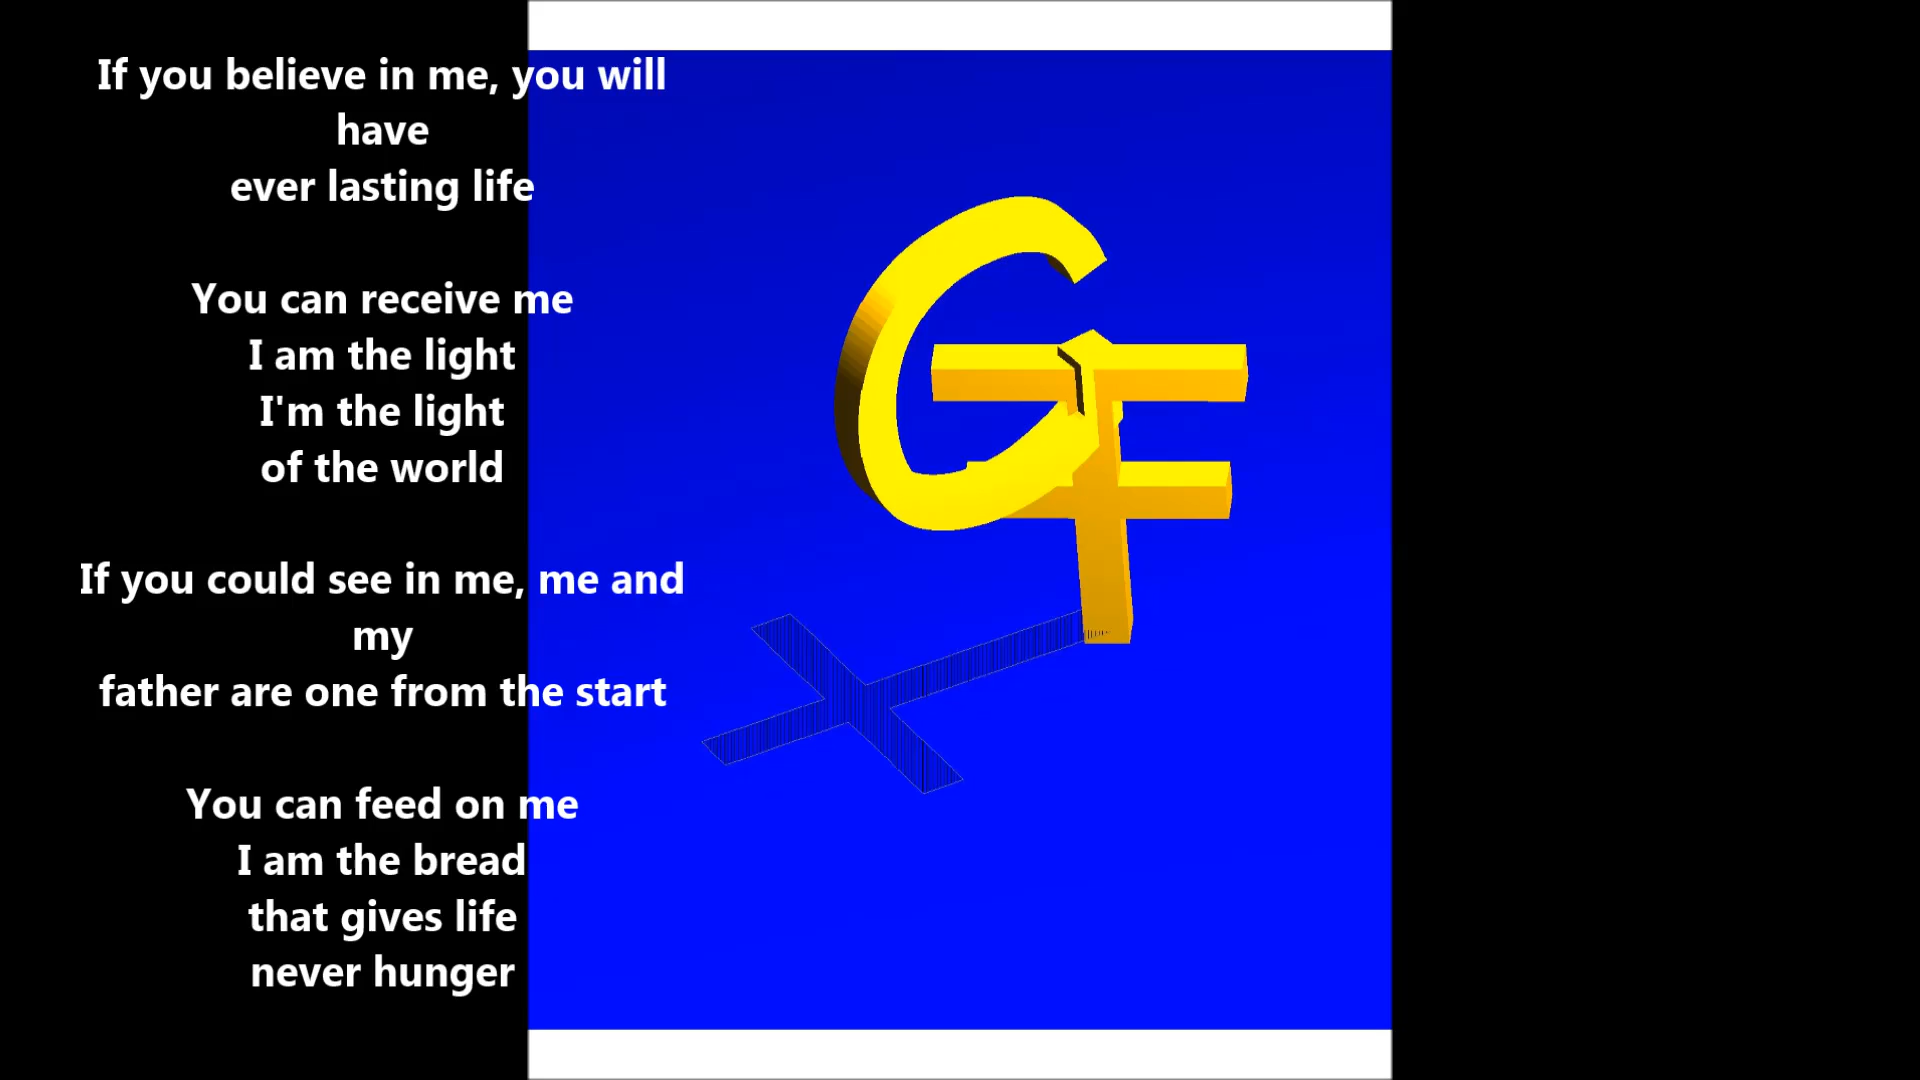 If you believe in me, you will
have
ever lasting life
You can receive me
I am the light
I'm the light
of the world
If you could see in me, me and
my
father are one from the start
You can feed on me
I am the bread
that gives life
never hunger
GF